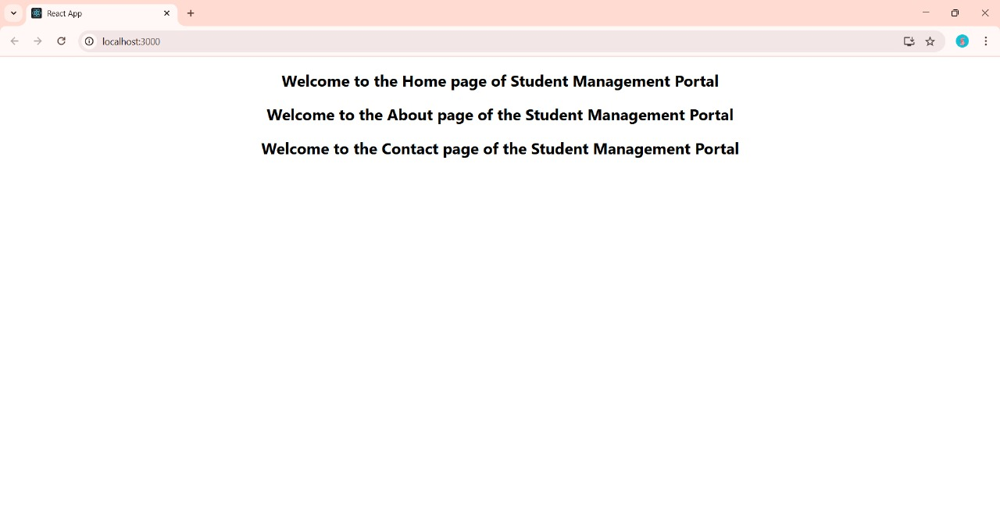 React App
localhost:3000
Welcome to the Home page of Student Management Portal
Welcome to the About page of the Student Management Portal
Welcome to the Contact page of the Student Management Portal